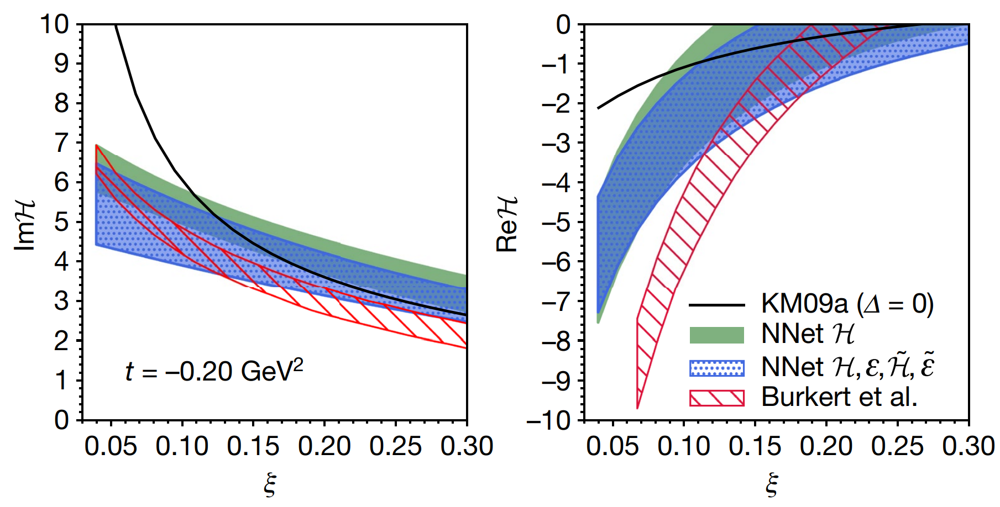 10
9
8
7
6
5
4
3
2
1
0
Imℋ
t = –0.20 GeV²
0.05 0.10 0.15 0.20 0.25 0.30
ξ
0
–1
–2
–3
–4
–5
–6
–7
–8
–9
–10
Reℋ
KM09a (Δ = 0)
NNet ℋ
NNet ℋ, ℰ, ℋ̃, ℰ̃
Burkert et al.
0.05 0.10 0.15 0.20 0.25 0.30
ξ